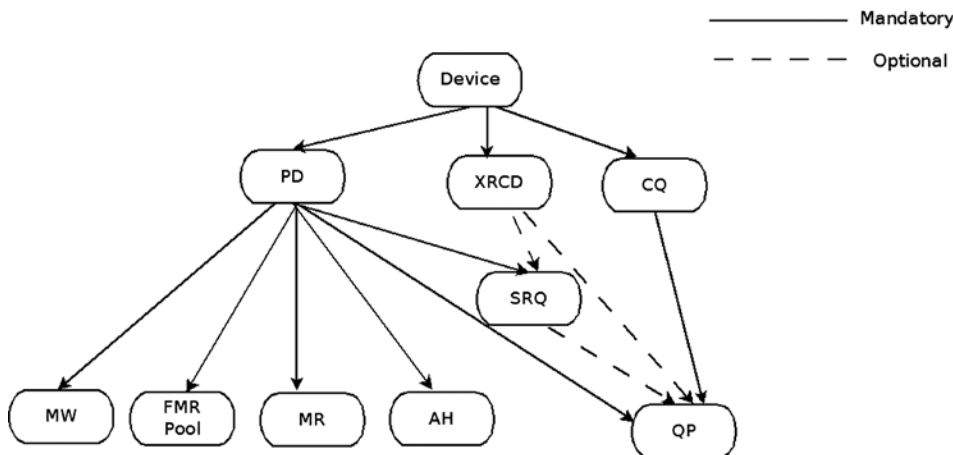 Mandatory
Optional
Device
PD
XRCD
CQ
SRQ
MW
FMR
Pool
MR
AH
QP